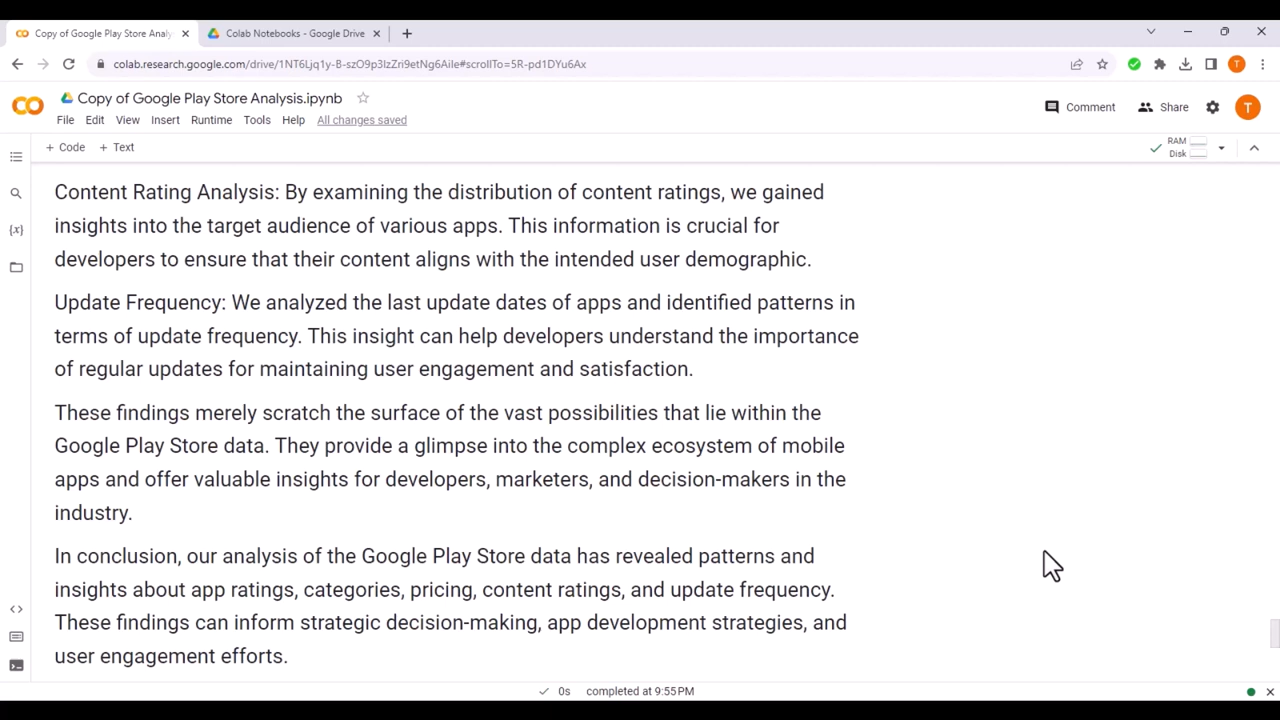 Copy of Google Play Store Analy
Colab Notebooks - Google Drive
colab.research.google.com/drive/1NT6Ljq1y-B-szO9p3IzZri9etNg6AiIe#scrollTo=5R-pd1DYu6Ax
T
Copy of Google Play Store Analysis.ipynb
Comment
Share
T
File Edit View Insert Runtime Tools Help All changes saved
+ Code + Text
RAM
Disk
Content Rating Analysis: By examining the distribution of content ratings, we gained
insights into the target audience of various apps. This information is crucial for
developers to ensure that their content aligns with the intended user demographic.
Update Frequency: We analyzed the last update dates of apps and identified patterns in
terms of update frequency. This insight can help developers understand the importance
of regular updates for maintaining user engagement and satisfaction.
These findings merely scratch the surface of the vast possibilities that lie within the
Google Play Store data. They provide a glimpse into the complex ecosystem of mobile
apps and offer valuable insights for developers, marketers, and decision-makers in the
industry.
In conclusion, our analysis of the Google Play Store data has revealed patterns and
insights about app ratings, categories, pricing, content ratings, and update frequency.
These findings can inform strategic decision-making, app development strategies, and
user engagement efforts.
0s completed at 9:55 PM